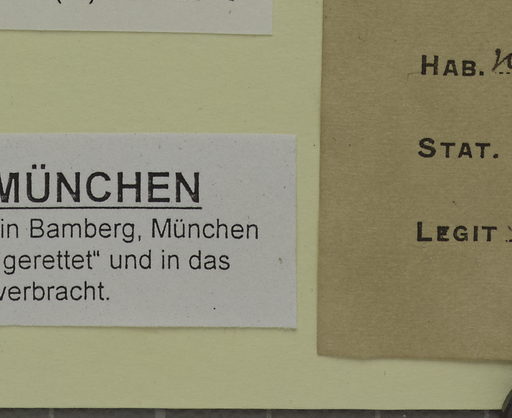 MÜNCHEN
in Bamberg, München
gerettet" und in das
verbracht.
HAB.
STAT.
LEGIT